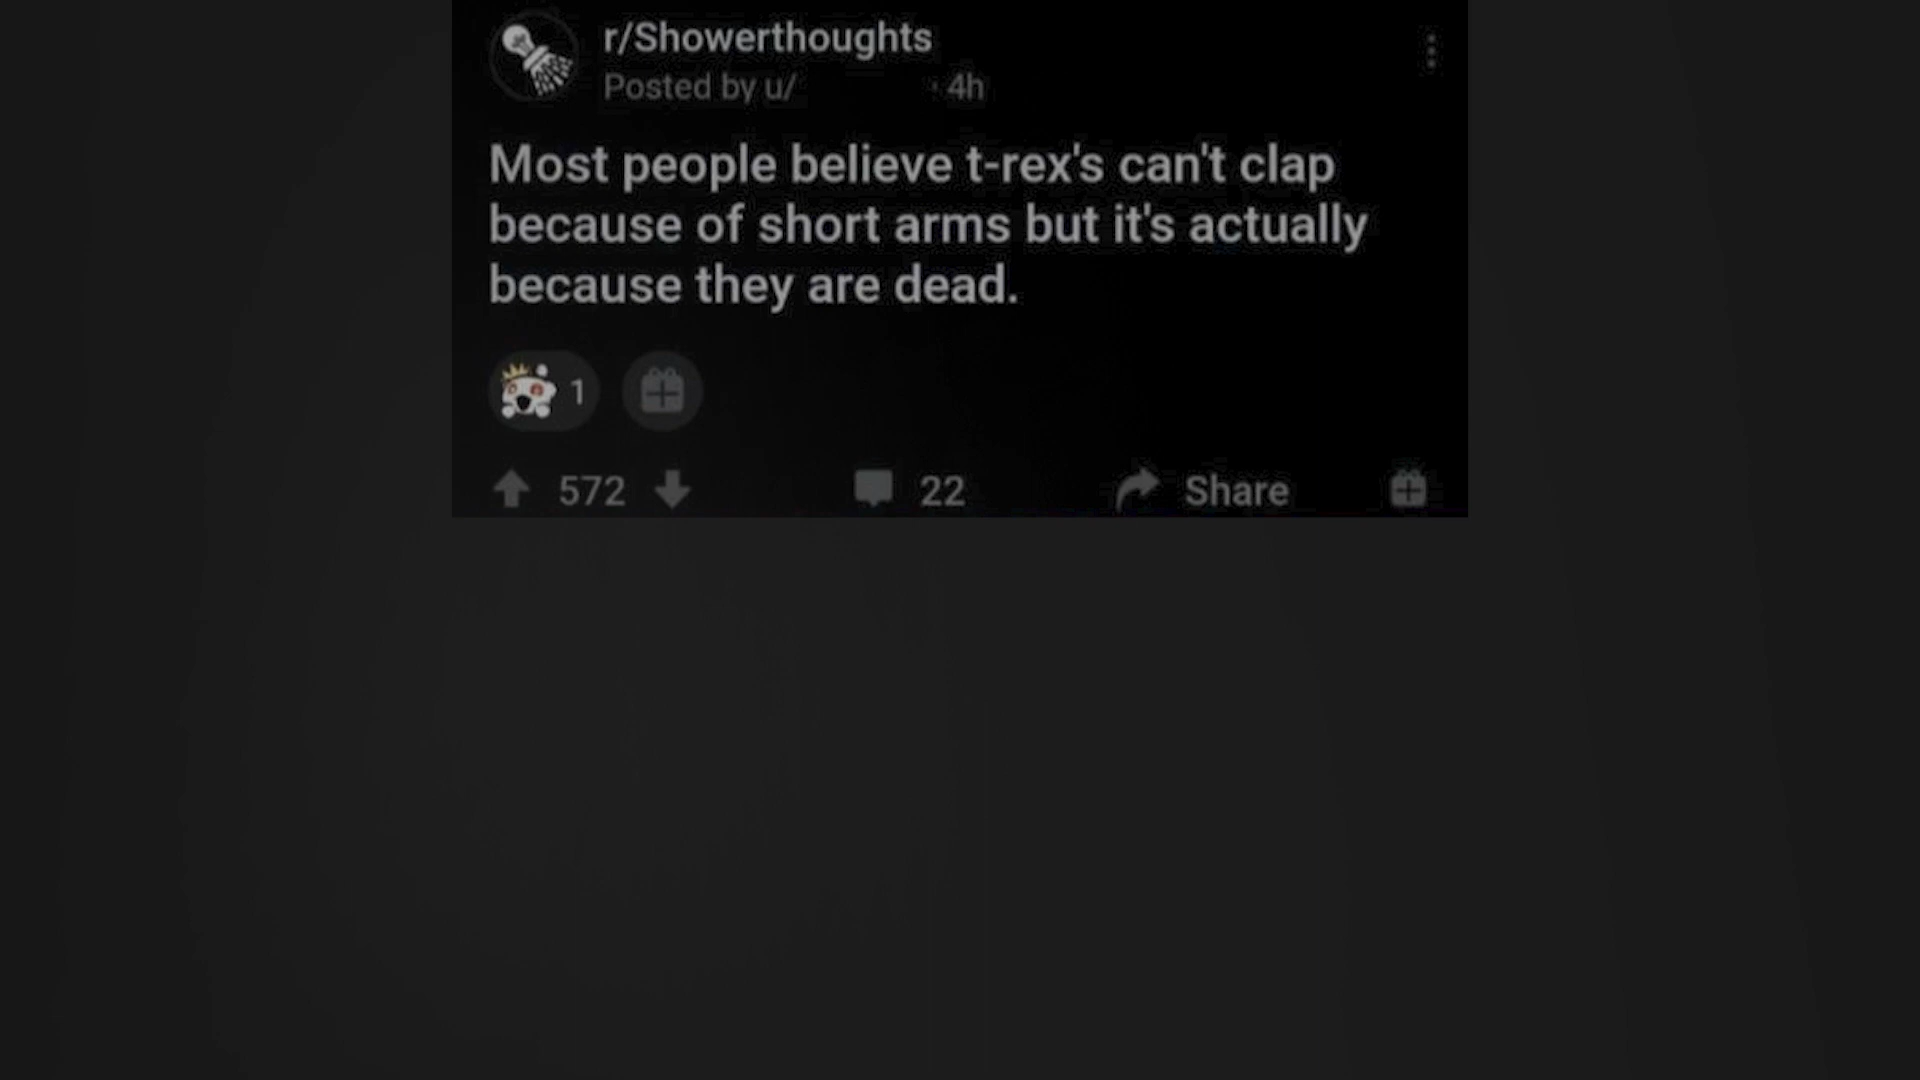 r/Showerthoughts
Posted by u/ · 4h
Most people believe t-rex's can't clap
because of short arms but it's actually
because they are dead.
1
572 22 Share